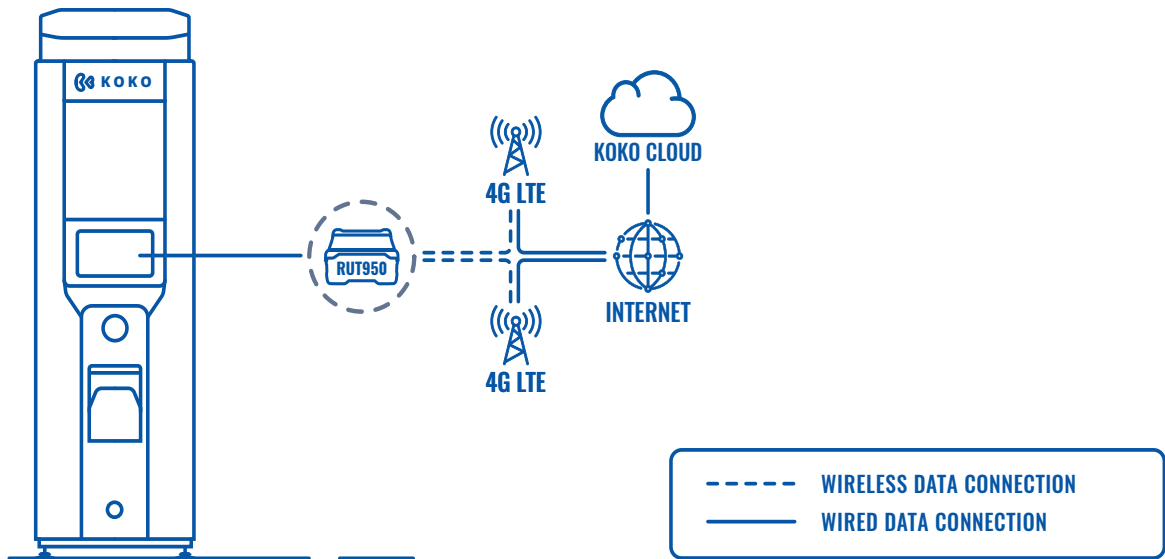 KOKO
KOKO CLOUD
4G LTE
RUT950
INTERNET
4G LTE
WIRELESS DATA CONNECTION
WIRED DATA CONNECTION